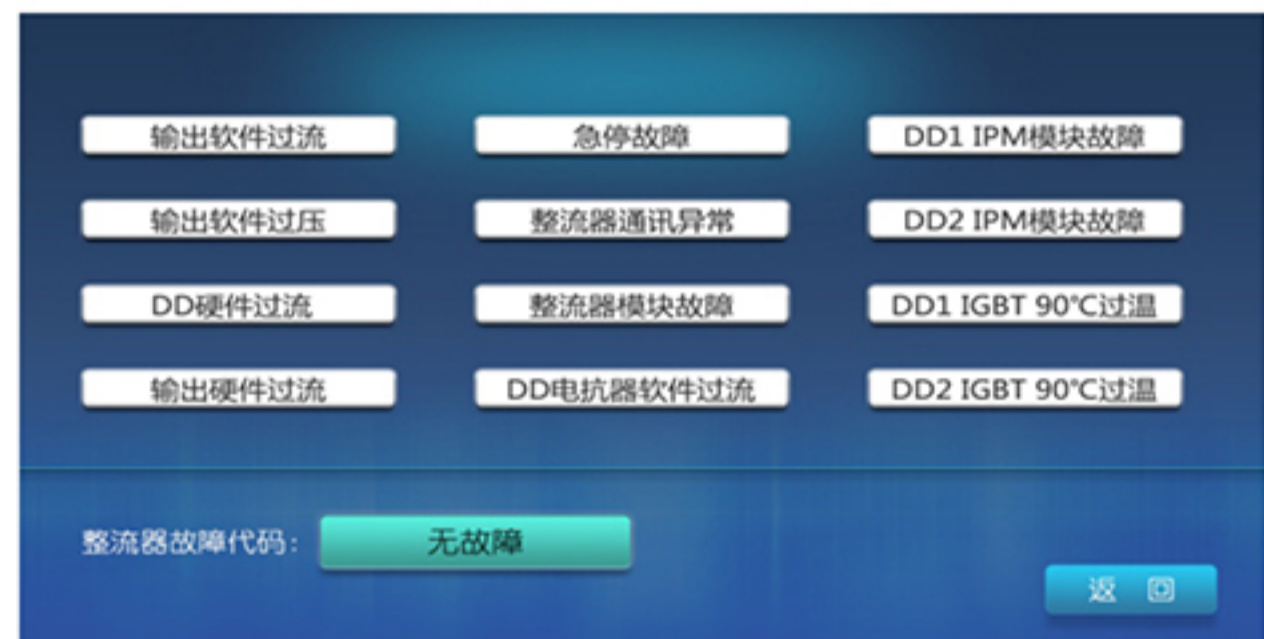 输出软件过流 急停故障 DD1 IPM模块故障
输出软件过压 整流器通讯异常 DD2 IPM模块故障
DD硬件过流 整流器模块故障 DD1 IGBT 90℃过温
输出硬件过流 DD电抗器软件过流 DD2 IGBT 90℃过温
整流器故障代码: 无故障
返 回